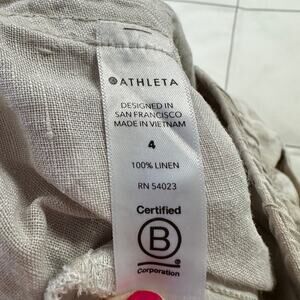 ATHLETA
DESIGNED IN
SAN FRANCISCO
MADE IN VIETNAM
4
100% LINEN
RN 54023
Certified
B
Corporation